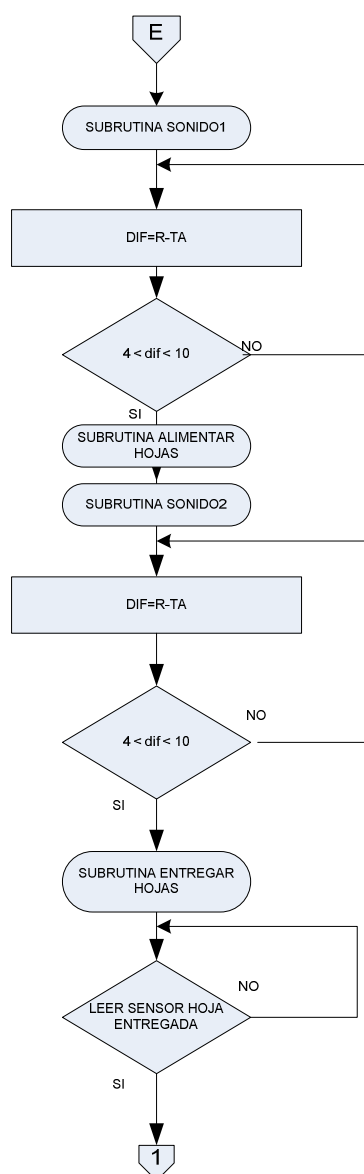 E
SUBRUTINA SONIDO1
DIF=R-TA
4 < dif < 10
NO
SI
SUBRUTINA ALIMENTAR
HOJAS
SUBRUTINA SONIDO2
DIF=R-TA
NO
4 < dif < 10
SI
SUBRUTINA ENTREGAR
HOJAS
NO
LEER SENSOR HOJA
ENTREGADA
SI
1